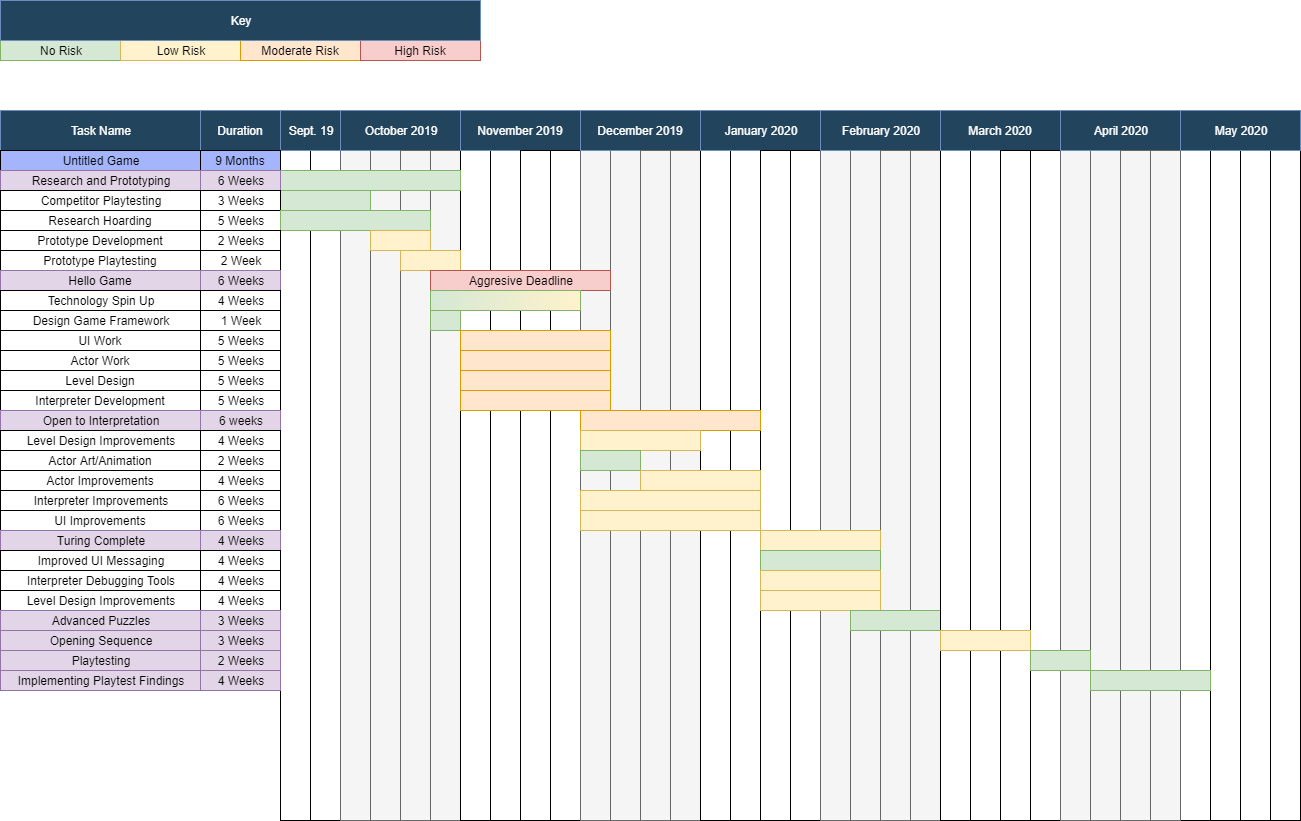 Key
No Risk Low Risk Moderate Risk High Risk
Task Name Duration Sept. 19 October 2019 November 2019 December 2019 January 2020 February 2020 March 2020 April 2020 May 2020
Untitled Game 9 Months
Research and Prototyping 6 Weeks
Competitor Playtesting 3 Weeks
Research Hoarding 5 Weeks
Prototype Development 2 Weeks
Prototype Playtesting 2 Week
Hello Game 6 Weeks Aggresive Deadline
Technology Spin Up 4 Weeks
Design Game Framework 1 Week
UI Work 5 Weeks
Actor Work 5 Weeks
Level Design 5 Weeks
Interpreter Development 5 Weeks
Open to Interpretation 6 weeks
Level Design Improvements 4 Weeks
Actor Art/Animation 2 Weeks
Actor Improvements 4 Weeks
Interpreter Improvements 6 Weeks
UI Improvements 6 Weeks
Turing Complete 4 Weeks
Improved UI Messaging 4 Weeks
Interpreter Debugging Tools 4 Weeks
Level Design Improvements 4 Weeks
Advanced Puzzles 3 Weeks
Opening Sequence 3 Weeks
Playtesting 2 Weeks
Implementing Playtest Findings 4 Weeks